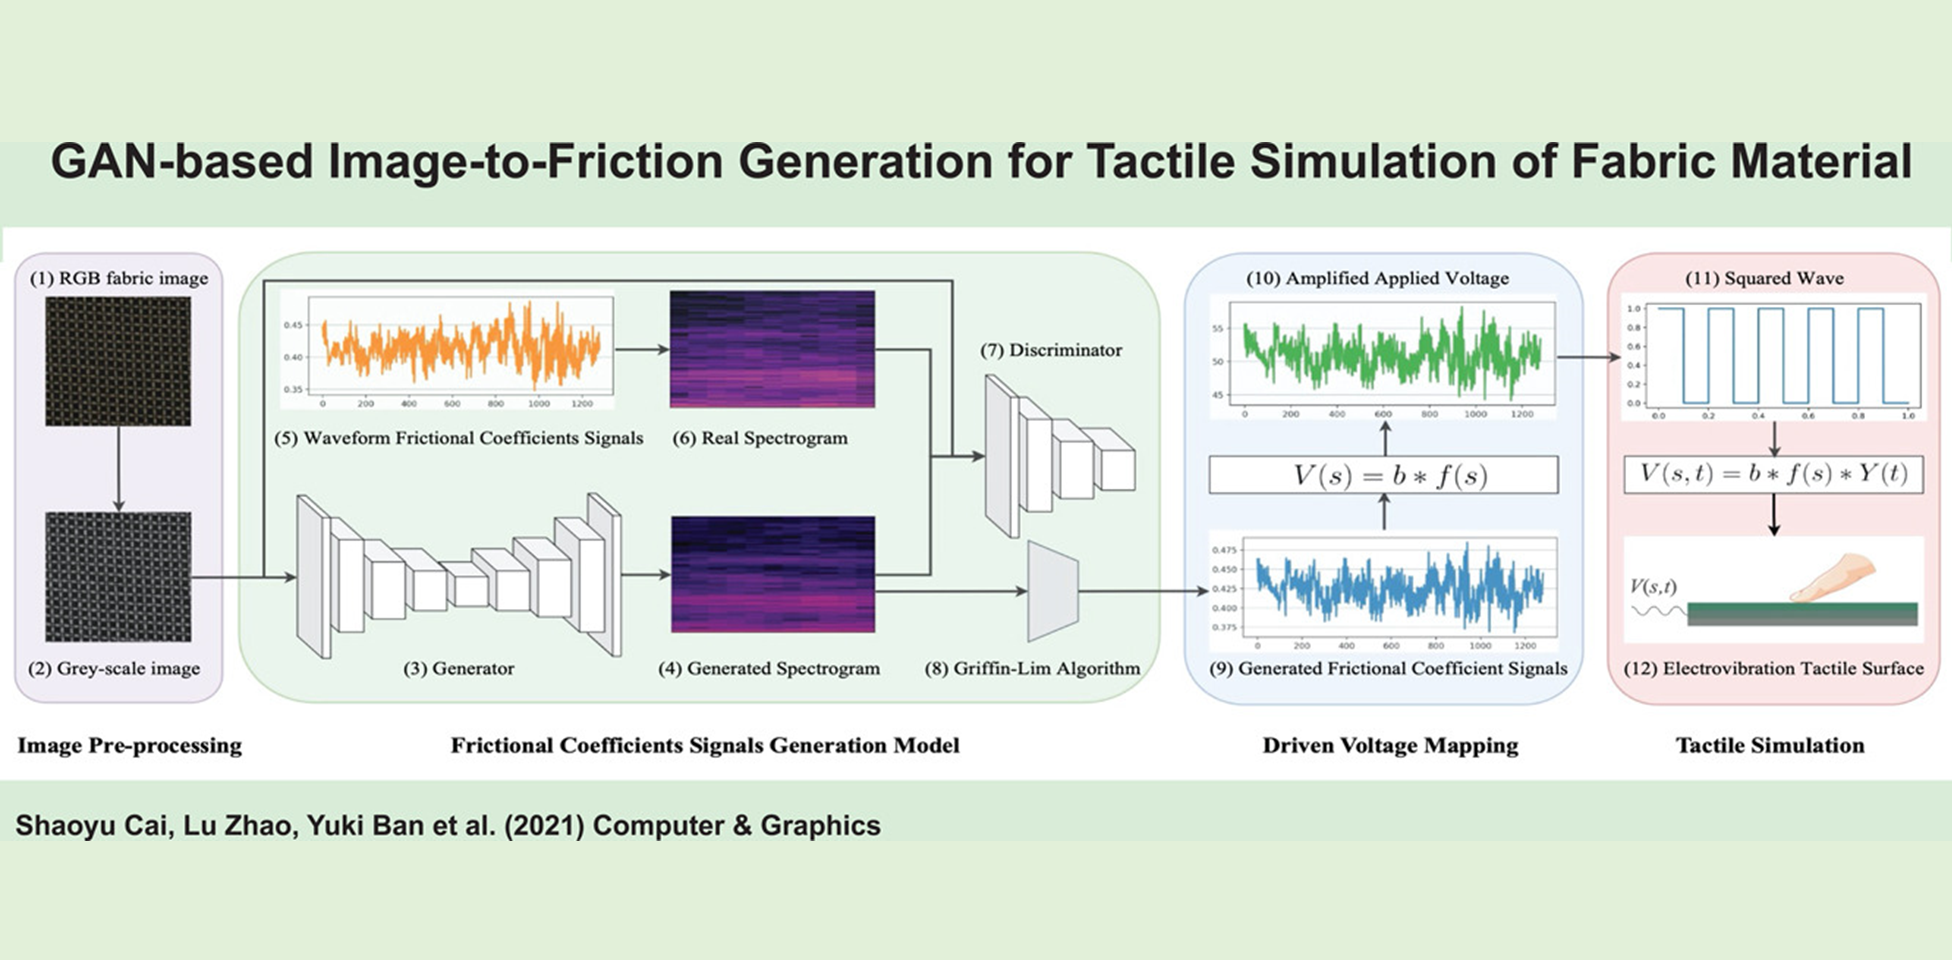 GAN-based Image-to-Friction Generation for Tactile Simulation of Fabric Material
(1) RGB fabric image
(2) Grey-scale image
Image Pre-processing
0.45
0.40
0.35
0 200 400 600 800 1000 1200
(5) Waveform Frictional Coefficients Signals
(6) Real Spectrogram
(7) Discriminator
(3) Generator
(4) Generated Spectrogram
(8) Griffin-Lim Algorithm
Frictional Coefficients Signals Generation Model
(10) Amplified Applied Voltage
55
50
45
0 200 400 600 800 1000 1200
V(s) = b * f(s)
0.475
0.450
0.425
0.400
0.375
0 200 400 600 800 1000 1200
(9) Generated Frictional Coefficient Signals
Driven Voltage Mapping
(11) Squared Wave
1.0
0.8
0.6
0.4
0.2
0.0
0.0 0.2 0.4 0.6 0.8 1.0
V(s,t) = b * f(s) * Y(t)
V(s,t)
(12) Electrovibration Tactile Surface
Tactile Simulation
Shaoyu Cai, Lu Zhao, Yuki Ban et al. (2021) Computer & Graphics